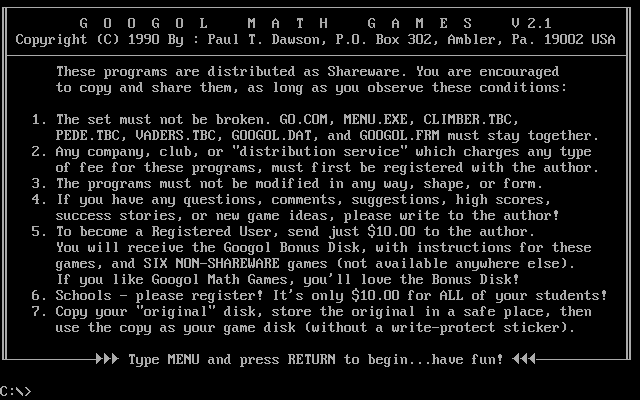 G O O G O L   M A T H   G A M E S   V 2.1
Copyright (C) 1990 By : Paul T. Dawson, P.O. Box 302, Ambler, Pa. 19002 USA
These programs are distributed as Shareware. You are encouraged
to copy and share them, as long as you observe these conditions:
1. The set must not be broken. GO.COM, MENU.EXE, CLIMBER.TBC,
PEDE.TBC, VADERS.TBC, GOOGOL.DAT, and GOOGOL.FRM must stay together.
2. Any company, club, or "distribution service" which charges any type
of fee for these programs, must first be registered with the author.
3. The programs must not be modified in any way, shape, or form.
4. If you have any questions, comments, suggestions, high scores,
success stories, or new game ideas, please write to the author!
5. To become a Registered User, send just $10.00 to the author.
You will receive the Googol Bonus Disk, with instructions for these
games, and SIX NON-SHAREWARE games (not available anywhere else).
If you like Googol Math Games, you'll love the Bonus Disk!
6. Schools - please register! It's only $10.00 for ALL of your students!
7. Copy your "original" disk, store the original in a safe place, then
use the copy as your game disk (without a write-protect sticker).
►►► Type MENU and press RETURN to begin...have fun! ◄◄◄
C:\>